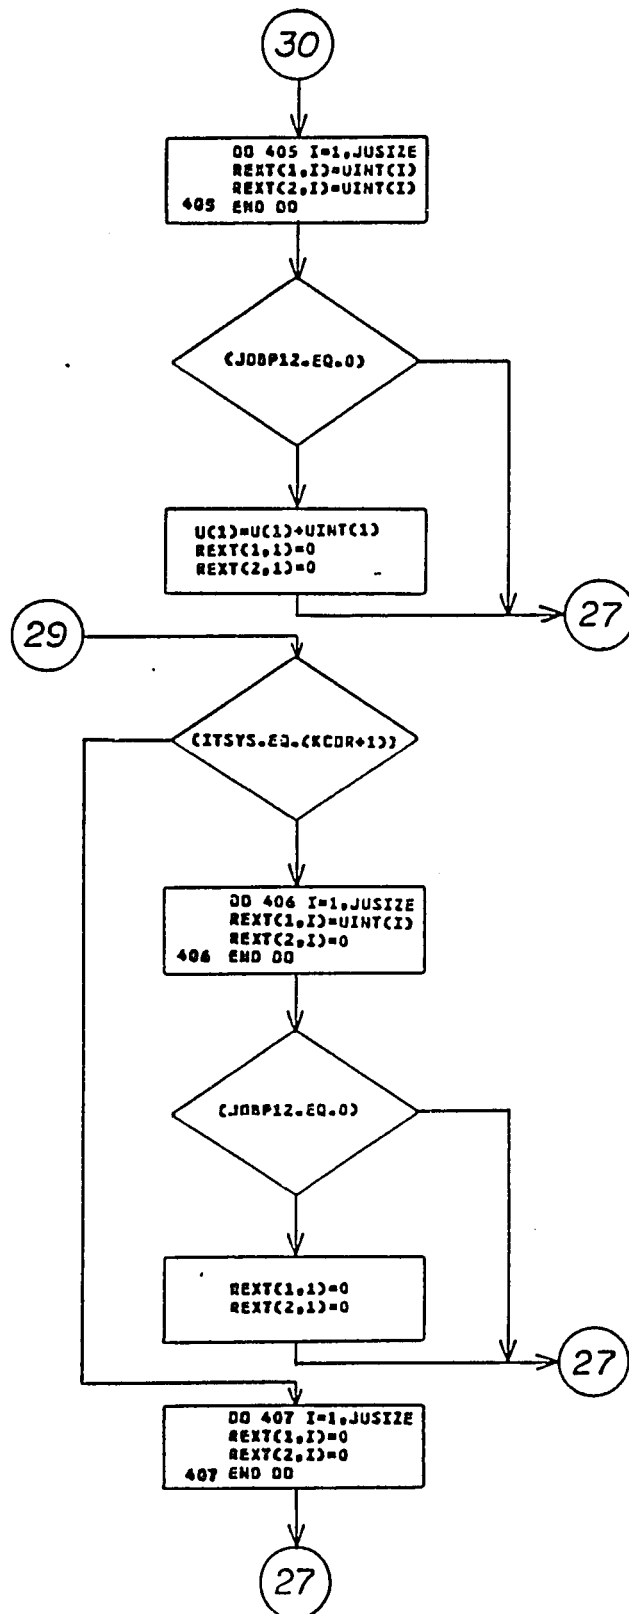 30
DO 405 I=1,JUSIZE
REXT(1,I)=UINT(I)
REXT(2,I)=UINT(I)
405 END DO
(JOBP12.EQ.0)
U(1)=U(1)+UINT(1)
REXT(1,1)=0
REXT(2,1)=0
27
29
(ITSYS.EQ.(KCOR+1))
DO 406 I=1,JUSIZE
REXT(1,I)=UINT(I)
REXT(2,I)=0
406 END DO
(JOBP12.EQ.0)
REXT(1,1)=0
REXT(2,1)=0
27
DO 407 I=1,JUSIZE
REXT(1,I)=0
REXT(2,I)=0
407 END DO
27